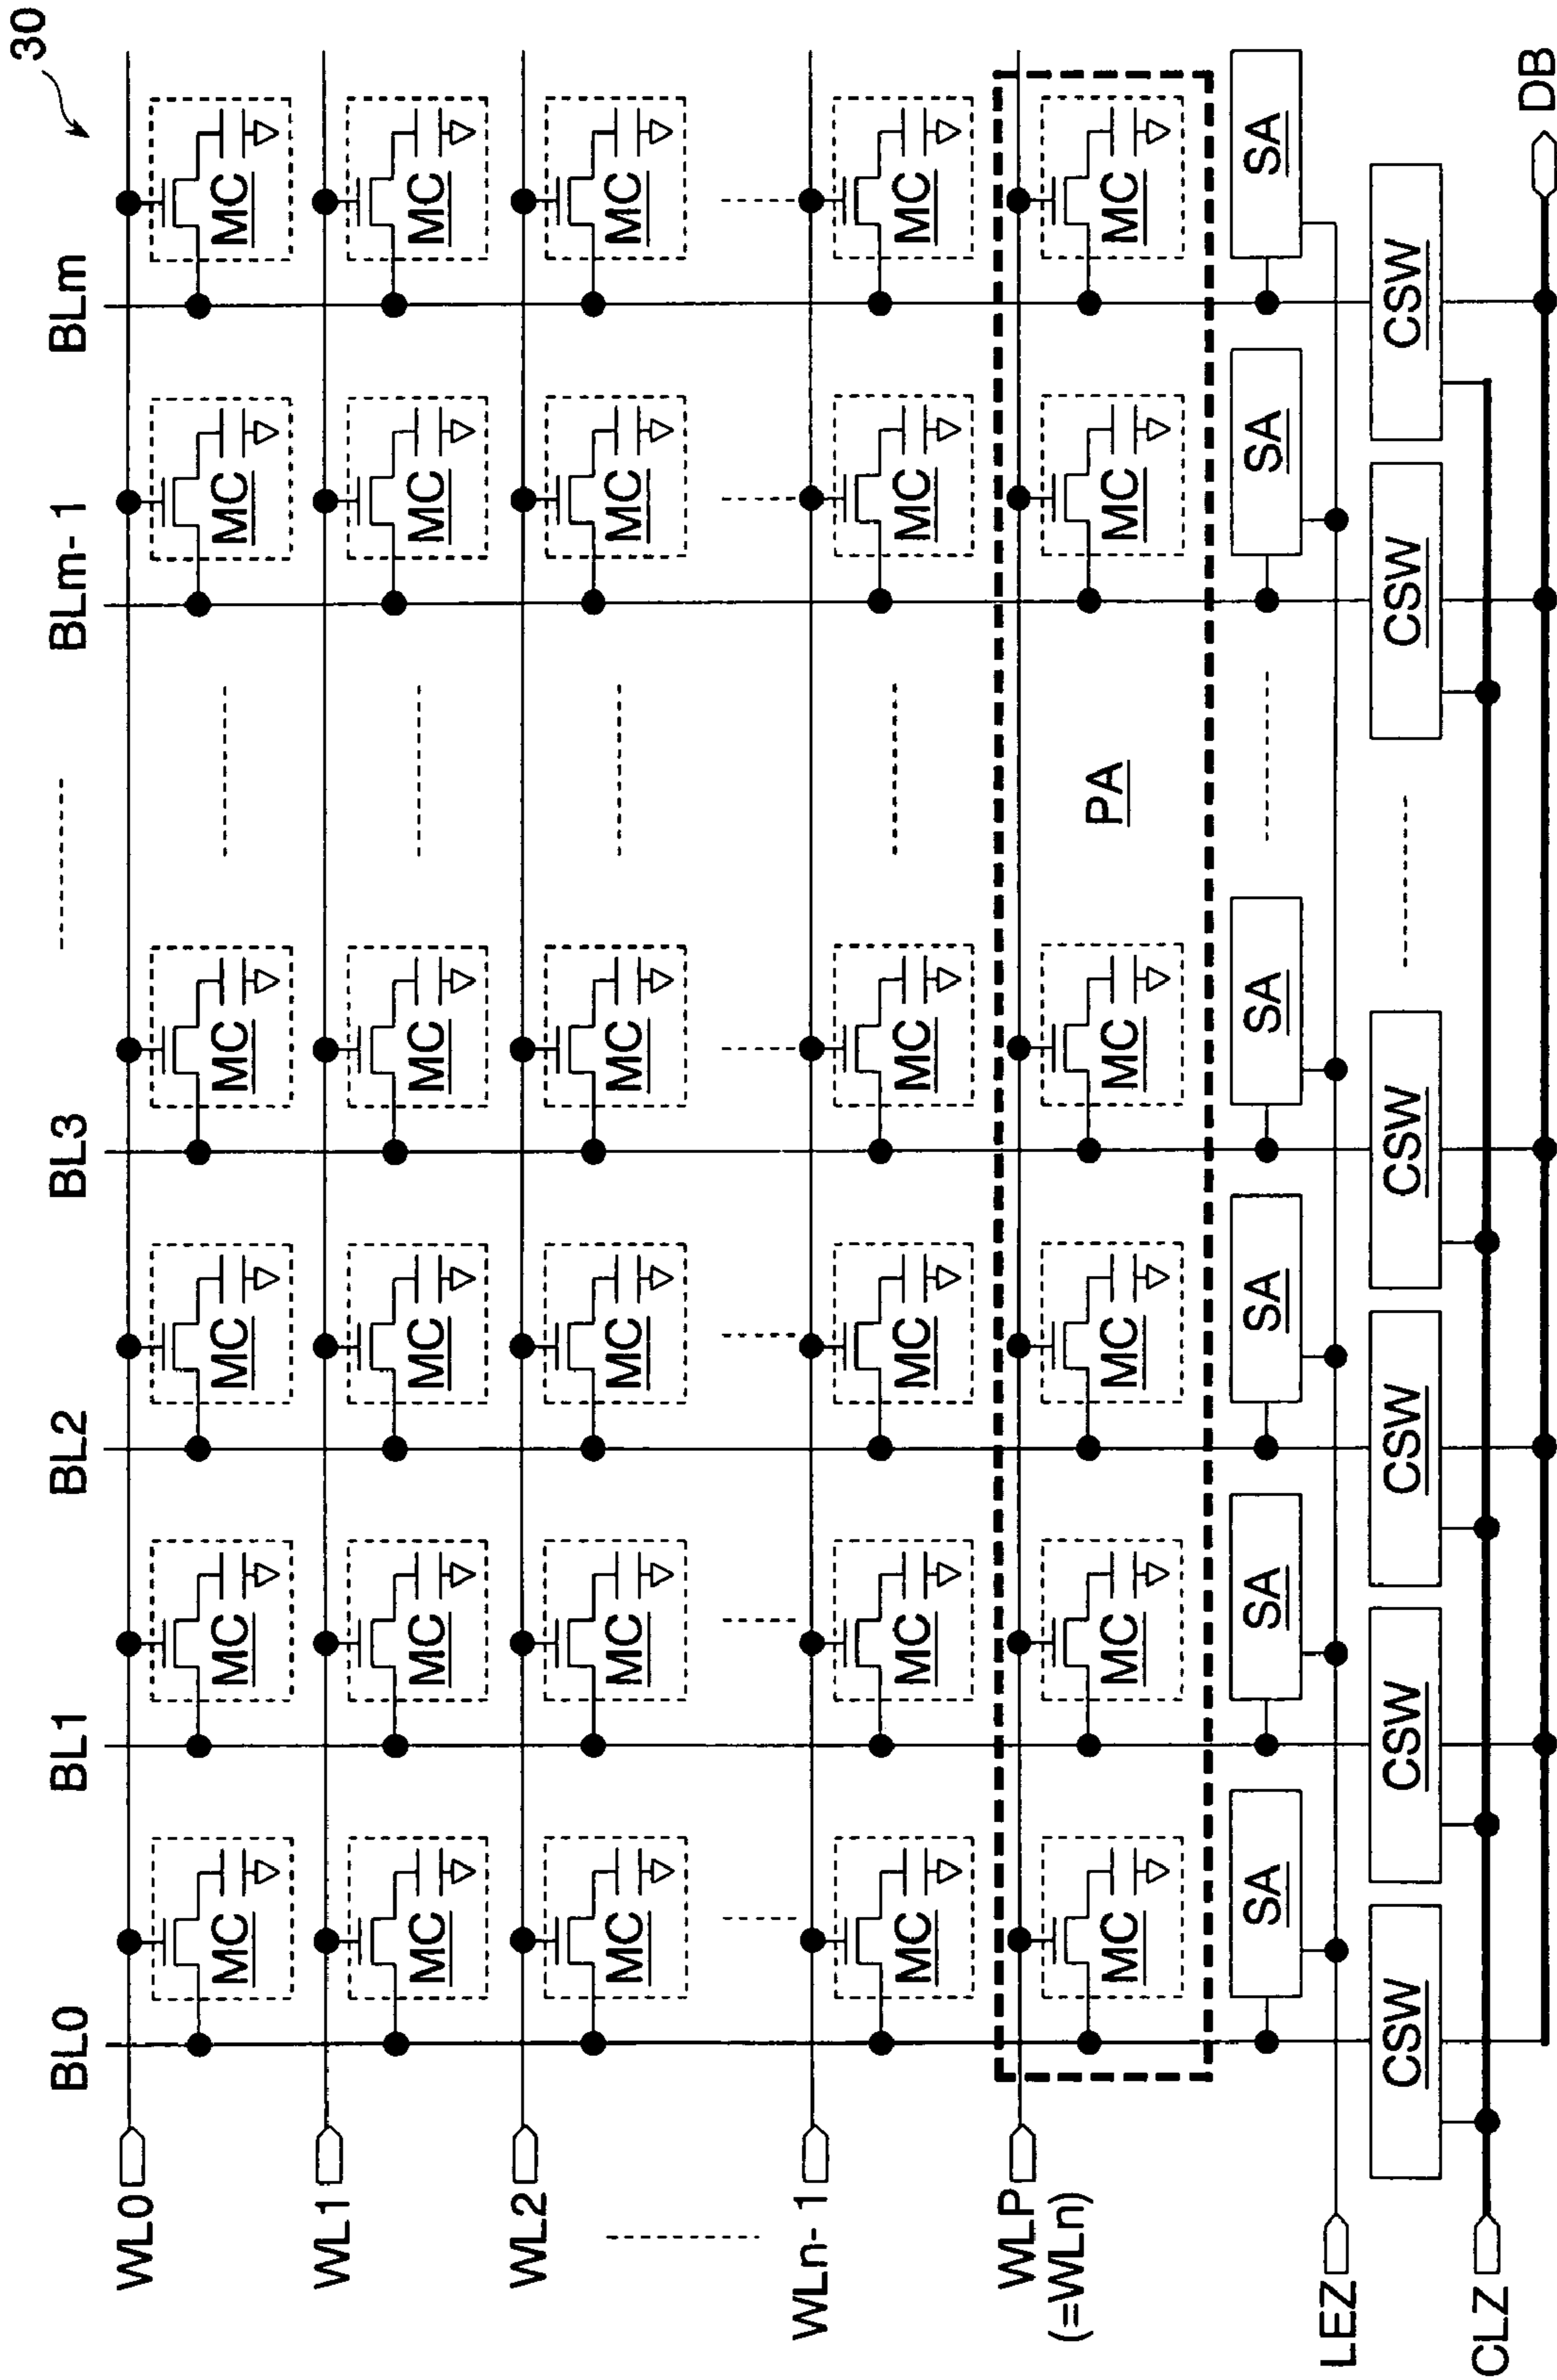 30
BL0 BL1 BL2 BL3 BLm-1 BLm
WL0
MC MC MC MC MC MC
WL1
MC MC MC MC MC MC
WL2
MC MC MC MC MC MC
WLn-1
MC MC MC MC MC MC
WLP
(=WLn)
MC MC MC MC PA MC MC
SA SA SA SA SA SA
LEZ
CSW CSW CSW CSW CSW CSW
CLZ
DB